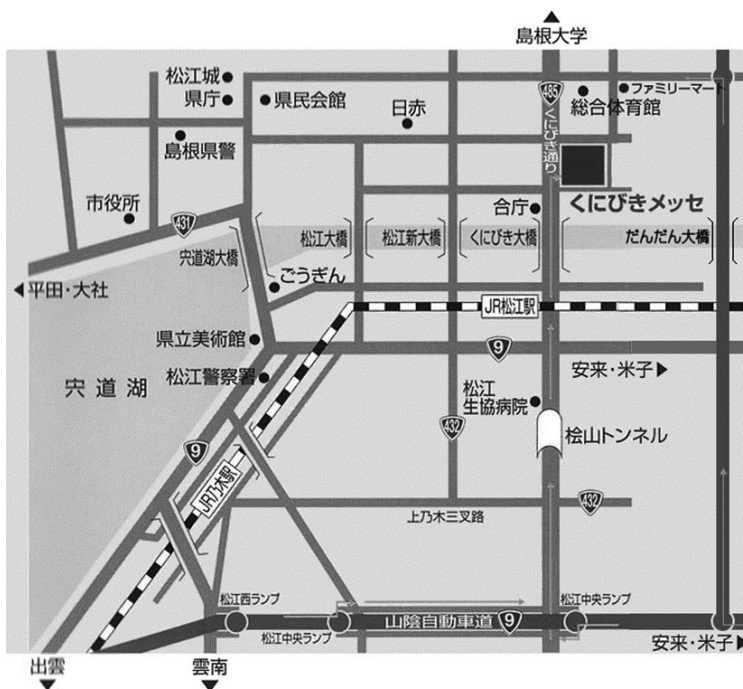 島根大学
松江城
県庁
県民会館
日赤
485
総合体育館
ファミリーマート
島根県警
くにびき通り
市役所
合庁
くにびきメッセ
431
宍道湖大橋
松江大橋
松江新大橋
くにびき大橋
だんだん大橋
ごうぎん
平田・大社
JR松江駅
県立美術館
9
安来・米子
宍道湖
松江警察署
松江
生協病院
432
桧山トンネル
9
JR乃木駅
432
上乃木三叉路
松江西ランプ
松江中央ランプ
松江中央ランプ
山陰自動車道
9
安来・米子
出雲
雲南